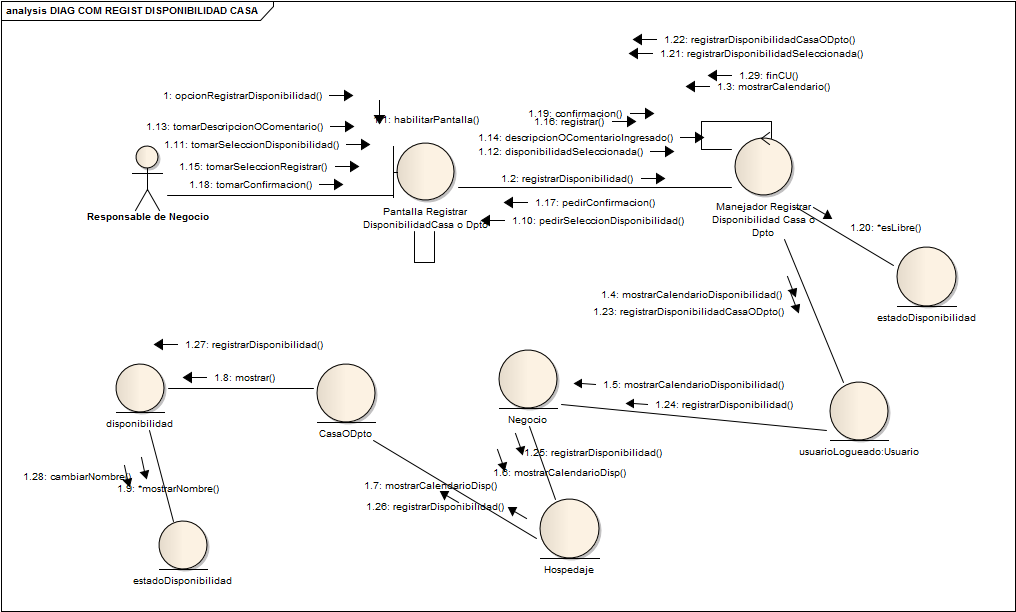 analysis DIAG COM REGIST DISPONIBILIDAD CASA
1.22: registrarDisponibilidadCasaODpto()
1.21: registrarDisponibilidadSeleccionada()
1.29: finCU()
1.3: mostrarCalendario()
1: opcionRegistrarDisponibilidad()
1.1: habilitarPantalla()
1.19: confirmacion()
1.16: registrar()
1.13: tomarDescripcionOComentario()
1.14: descripcionOComentarioIngresado()
1.11: tomarSeleccionDisponibilidad()
1.12: disponibilidadSeleccionada()
1.15: tomarSeleccionRegistrar()
1.18: tomarConfirmacion()
1.2: registrarDisponibilidad()
Responsable de Negocio
Pantalla Registrar
DisponibilidadCasa o Dpto
1.17: pedirConfirmacion()
1.10: pedirSeleccionDisponibilidad()
Manejador Registrar
Disponibilidad Casa o
Dpto
1.20: *esLibre()
estadoDisponibilidad
1.4: mostrarCalendarioDisponibilidad()
1.23: registrarDisponibilidadCasaODpto()
1.27: registrarDisponibilidad()
1.8: mostrar()
disponibilidad
CasaODpto
Negocio
1.5: mostrarCalendarioDisponibilidad()
1.24: registrarDisponibilidad()
usuarioLogueado:Usuario
1.25: registrarDisponibilidad()
1.6: mostrarCalendarioDisp()
1.28: cambiarNombre()
1.9: *mostrarNombre()
1.7: mostrarCalendarioDisp()
1.26: registrarDisponibilidad()
Hospedaje
estadoDisponibilidad